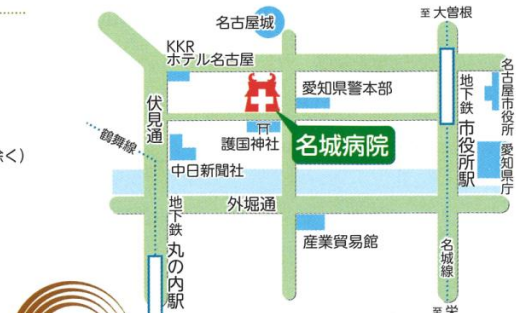 至 大曽根
名古屋城
KKR
ホテル名古屋
愛知県警本部
名古屋市役所
地下鉄 市役所駅
愛知県庁
伏見通
鶴舞線
護国神社
名城病院
く）
中日新聞社
外堀通
地下鉄 丸の内駅
産業貿易館
名城線
至 栄